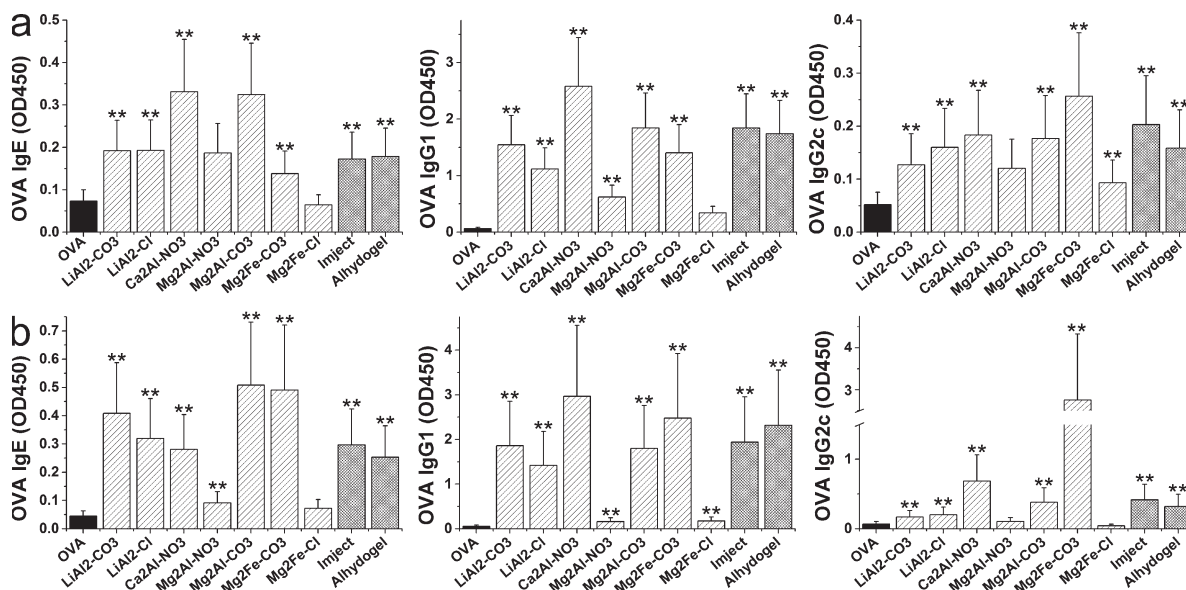 a
OVA IgE (OD450)
0.5
0.4
0.3
0.2
0.1
0.0
**
**
**
**
**
**
**
OVA
LiAl2-CO3
LiAl2-Cl
Ca2Al-NO3
Mg2Al-NO3
Mg2Al-CO3
Mg2Fe-CO3
Mg2Fe-Cl
Imject
Alhydogel
OVA IgG1 (OD450)
3
2
1
0
**
**
**
**
**
**
**
**
OVA
LiAl2-CO3
LiAl2-Cl
Ca2Al-NO3
Mg2Al-NO3
Mg2Al-CO3
Mg2Fe-CO3
Mg2Fe-Cl
Imject
Alhydogel
OVA IgG2c (OD450)
0.4
0.3
0.2
0.1
0.0
**
**
**
**
**
**
**
**
OVA
LiAl2-CO3
LiAl2-Cl
Ca2Al-NO3
Mg2Al-NO3
Mg2Al-CO3
Mg2Fe-CO3
Mg2Fe-Cl
Imject
Alhydogel
b
OVA IgE (OD450)
0.7
0.6
0.5
0.4
0.3
0.2
0.1
0.0
**
**
**
**
**
**
**
**
OVA
LiAl2-CO3
LiAl2-Cl
Ca2Al-NO3
Mg2Al-NO3
Mg2Al-CO3
Mg2Fe-CO3
Mg2Fe-Cl
Imject
Alhydogel
OVA IgG1 (OD450)
4
3
2
1
0
**
**
**
**
**
**
**
**
**
OVA
LiAl2-CO3
LiAl2-Cl
Ca2Al-NO3
Mg2Al-NO3
Mg2Al-CO3
Mg2Fe-CO3
Mg2Fe-Cl
Imject
Alhydogel
OVA IgG2c (OD450)
4
3
1
0
**
**
**
**
**
**
**
OVA
LiAl2-CO3
LiAl2-Cl
Ca2Al-NO3
Mg2Al-NO3
Mg2Al-CO3
Mg2Fe-CO3
Mg2Fe-Cl
Imject
Alhydogel